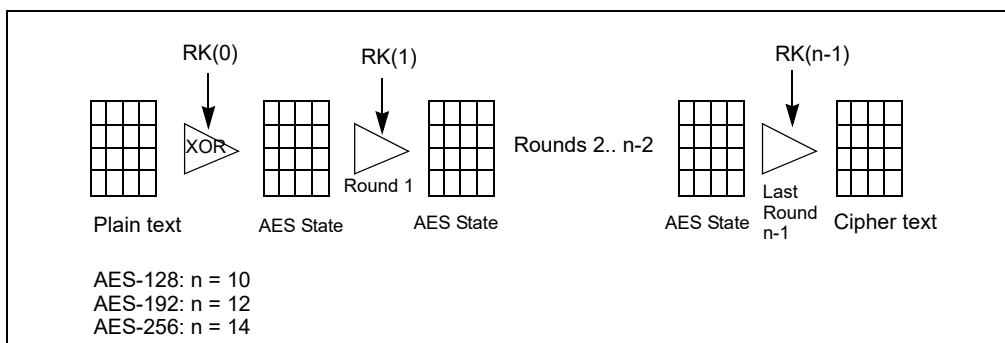 RK(0)
RK(1)
RK(n-1)
XOR
Rounds 2.. n-2
Round 1
Last
Round
n-1
Plain text
AES State
AES State
AES State
Cipher text
AES-128: n = 10
AES-192: n = 12
AES-256: n = 14